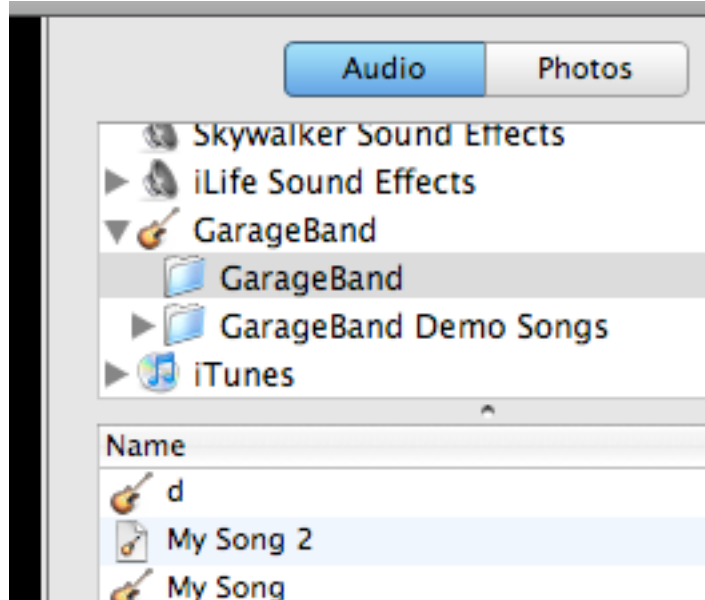 Audio Photos
Skywalker Sound Effects
iLife Sound Effects
GarageBand
GarageBand
GarageBand Demo Songs
iTunes
Name
d
My Song 2
My Song